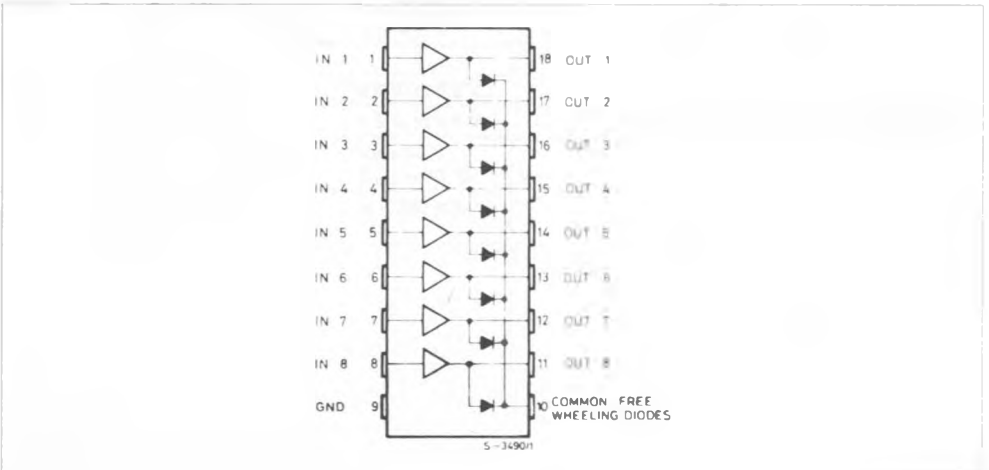 IN 1 1 18 OUT 1
IN 2 2 17 OUT 2
IN 3 3 16 OUT 3
IN 4 4 15 OUT 4
IN 5 5 14 OUT 5
IN 6 6 13 OUT 6
IN 7 7 12 OUT 7
IN 8 8 11 OUT 8
GND 9 10 COMMON FREE
WHEELING DIODES
S-3490/1